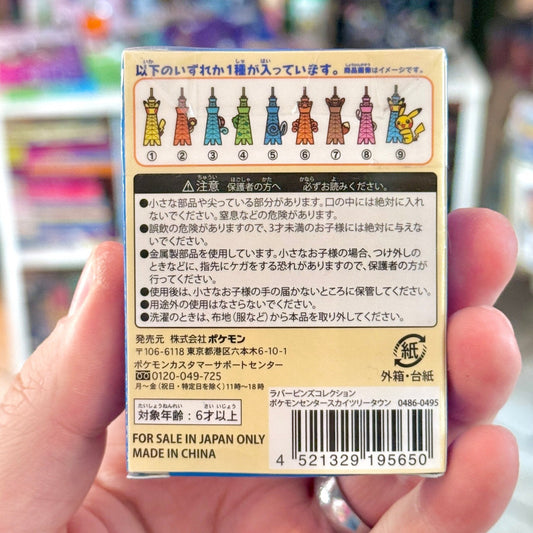 以下のいずれか1種が入っています。商品画像はイメージです。
① ② ③ ④ ⑤ ⑥ ⑦ ⑧ ⑨
⚠注意 保護者の方へ 必ずお読みください。
●小さな部品や尖っている部分があります。口の中には絶対に入れ
ないでください。窒息などの危険があります。
●誤飲の危険がありますので、3才未満のお子様には絶対に与えな
いでください。
●金属製部品を使用しています。小さなお子様の場合、つけ外しの
ときなどに、指先にケガをする恐れがありますので、保護者の方が
行ってください。
●使用後は、小さなお子様の手の届かないところに保管してください。
●用途外の使用はなさらないでください。
●洗濯のときは、布地(服など)から本品を取り外してください。
発売元 株式会社ポケモン
〒106-6118 東京都港区六本木6-10-1
ポケモンカスタマーサポートセンター
0120-049-725
月～金(祝日・特定日を除く)11時～18時
紙
外箱・台紙
たいしょうねんれい さい いじょう
対象年齢:6才以上
FOR SALE IN JAPAN ONLY
MADE IN CHINA
ラバーピンズコレクション
ポケモンセンタースカイツリータウン 0486-0495
4 521329 195650